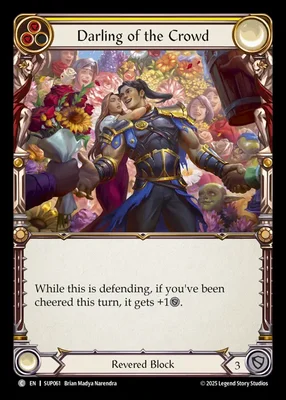 Darling of the Crowd
While this is defending, if you've been
cheered this turn, it gets +1.
Revered Block
3
C EN | SUP061 Brian Madya Narendra
© 2025 Legend Story Studios